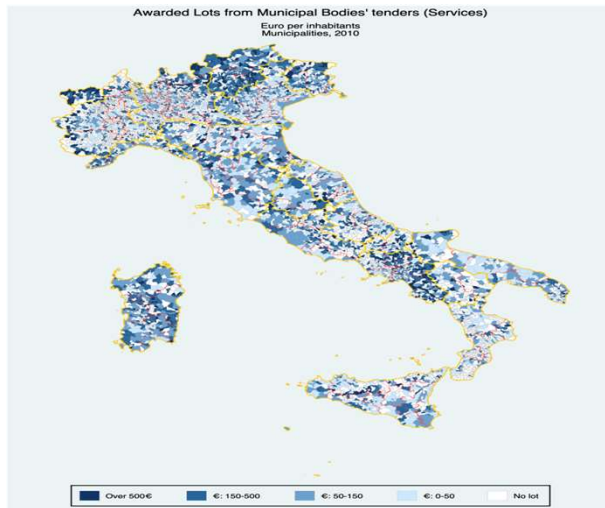 Awarded Lots from Municipal Bodies' tenders (Services)
Euro per inhabitants
Municipalities, 2010
Over 500€
€: 150-500
€: 50-150
€: 0-50
No lot